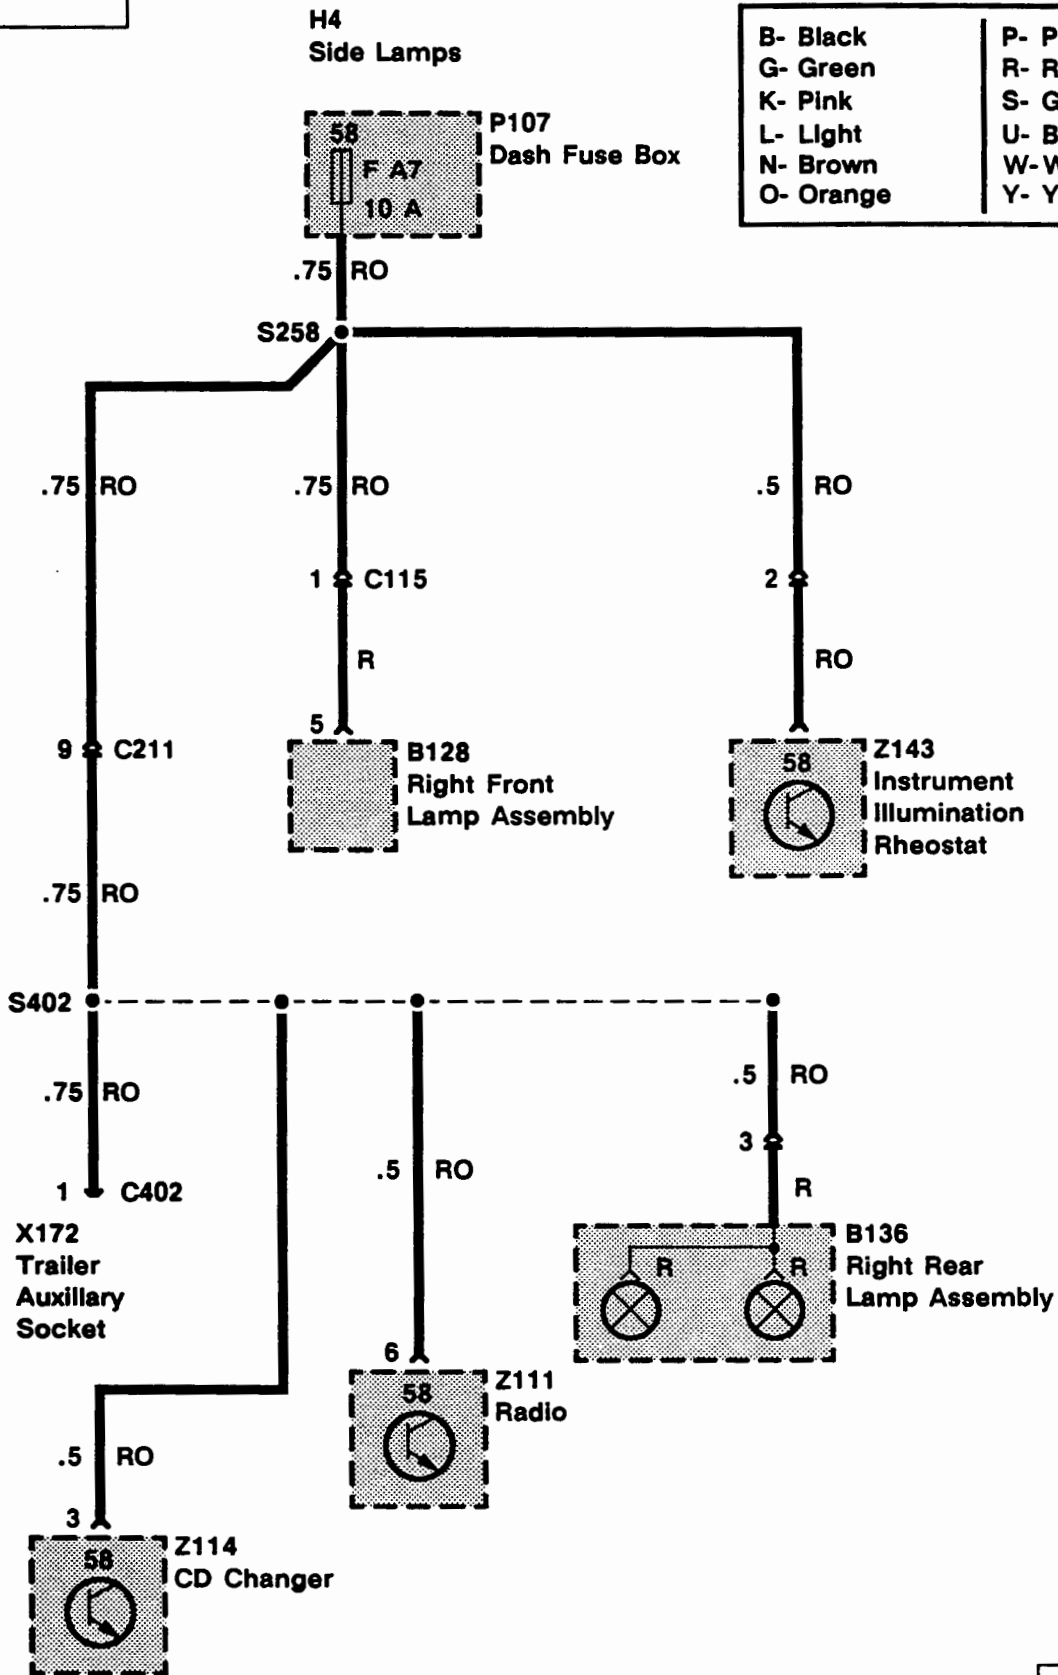 H4
Side Lamps
B- Black
G- Green
K- Pink
L- Light
N- Brown
O- Orange
P- P
R- R
S- G
U- B
W- W
Y- Y
58
F A7
10 A
P107
Dash Fuse Box
.75 RO
S258
.75 RO
.75 RO
.5 RO
1 C115
2
R
RO
9 C211
5
B128
Right Front
Lamp Assembly
58
Z143
Instrument
Illumination
Rheostat
.75 RO
S402
.75 RO
.5 RO
3
R
1 C402
.5 RO
X172
Trailer
Auxillary
Socket
R
R
B136
Right Rear
Lamp Assembly
6
58
Z111
Radio
.5 RO
3
58
Z114
CD Changer